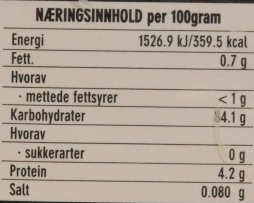 NÆRINGSINNHOLD per 100gram
Energi 1526.9 kJ/359.5 kcal
Fett. 0.7 g
Hvorav
- mettede fettsyrer < 1 g
Karbohydrater 84.1 g
Hvorav
- sukkerarter 0 g
Protein 4.2 g
Salt 0.080 g